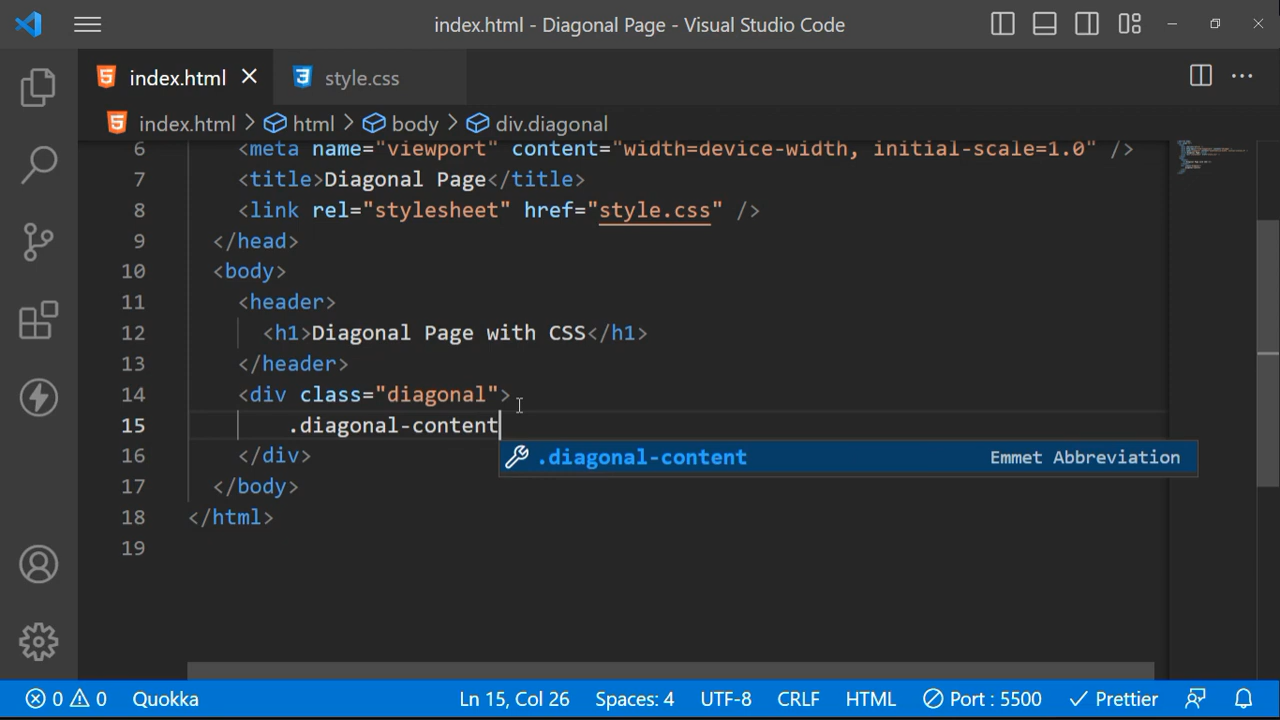 index.html - Diagonal Page - Visual Studio Code
index.html style.css
index.html > html > body > div.diagonal
6 <meta name="viewport" content="width=device-width, initial-scale=1.0" />
7 <title>Diagonal Page</title>
8 <link rel="stylesheet" href="style.css" />
9 </head>
10 <body>
11 <header>
12 <h1>Diagonal Page with CSS</h1>
13 </header>
14 <div class="diagonal">
15 .diagonal-content
.diagonal-content Emmet Abbreviation
16 </div>
17 </body>
18 </html>
19
0 0 Quokka Ln 15, Col 26 Spaces: 4 UTF-8 CRLF HTML Port : 5500 Prettier